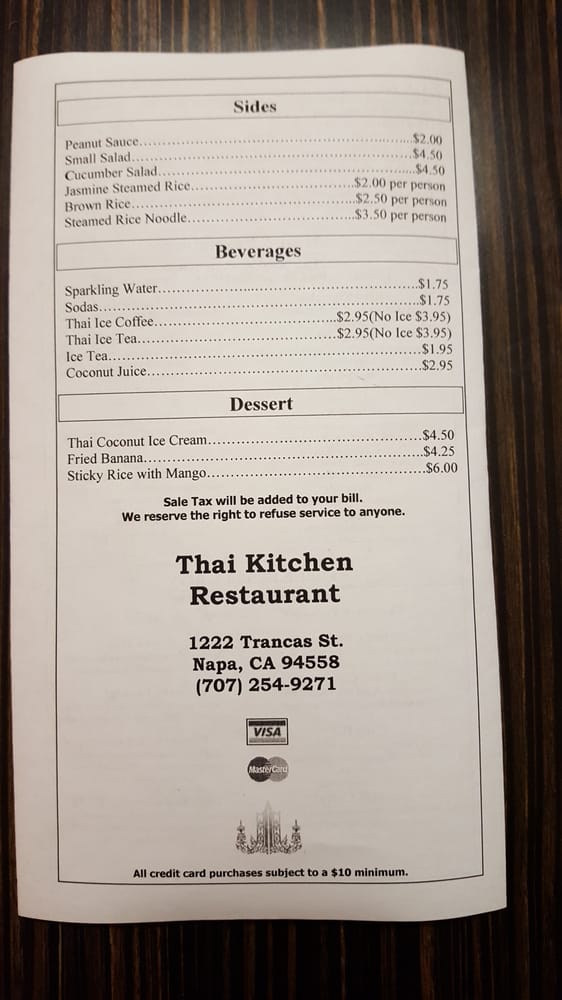 Sides
Peanut Sauce..................................................$2.00
Small Salad..................................................$4.50
Cucumber Salad..................................................$4.50
Jasmine Steamed Rice..............................$2.00 per person
Brown Rice..............................$2.50 per person
Steamed Rice Noodle..............................$3.50 per person
Beverages
Sparkling Water..................................................$1.75
Sodas..................................................$1.75
Thai Ice Coffee..............................$2.95(No Ice $3.95)
Thai Ice Tea..............................$2.95(No Ice $3.95)
Ice Tea..................................................$1.95
Coconut Juice..................................................$2.95
Dessert
Thai Coconut Ice Cream........................................$4.50
Fried Banana..................................................$4.25
Sticky Rice with Mango........................................$6.00
Sale Tax will be added to your bill.
We reserve the right to refuse service to anyone.
Thai Kitchen
Restaurant
1222 Trancas St.
Napa, CA 94558
(707) 254-9271
VISA
MasterCard
All credit card purchases subject to a $10 minimum.